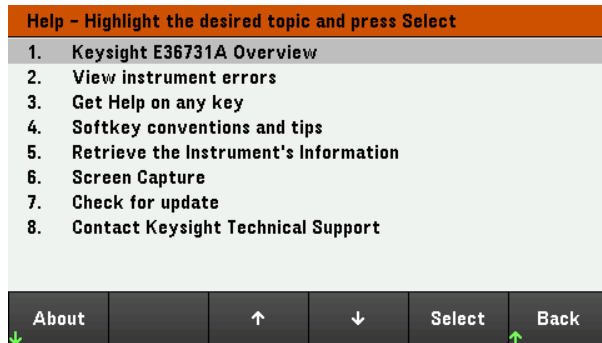 Help – Highlight the desired topic and press Select
1. Keysight E36731A Overview
2. View instrument errors
3. Get Help on any key
4. Softkey conventions and tips
5. Retrieve the Instrument's Information
6. Screen Capture
7. Check for update
8. Contact Keysight Technical Support
About ↑ ↓ Select Back